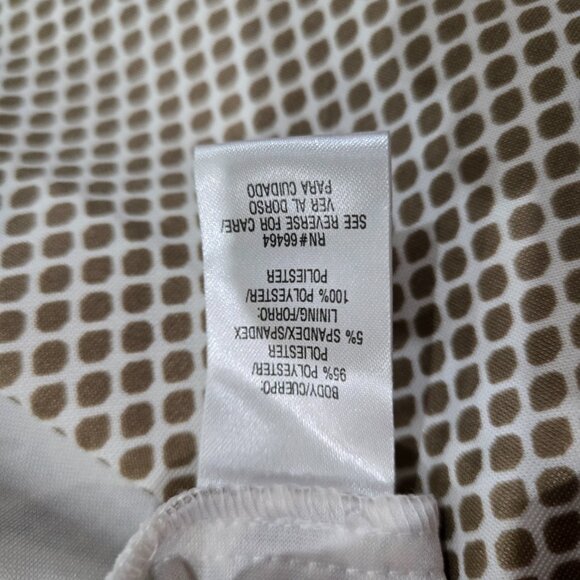 BODY/CUERPO:
95% POLYESTER/
POLIESTER
5% SPANDEX/SPANDEX
LINING/FORRO:
100% POLYESTER/
POLIESTER
RN# 66464
SEE REVERSE FOR CARE/
VER AL DORSO
PARA CUIDADO